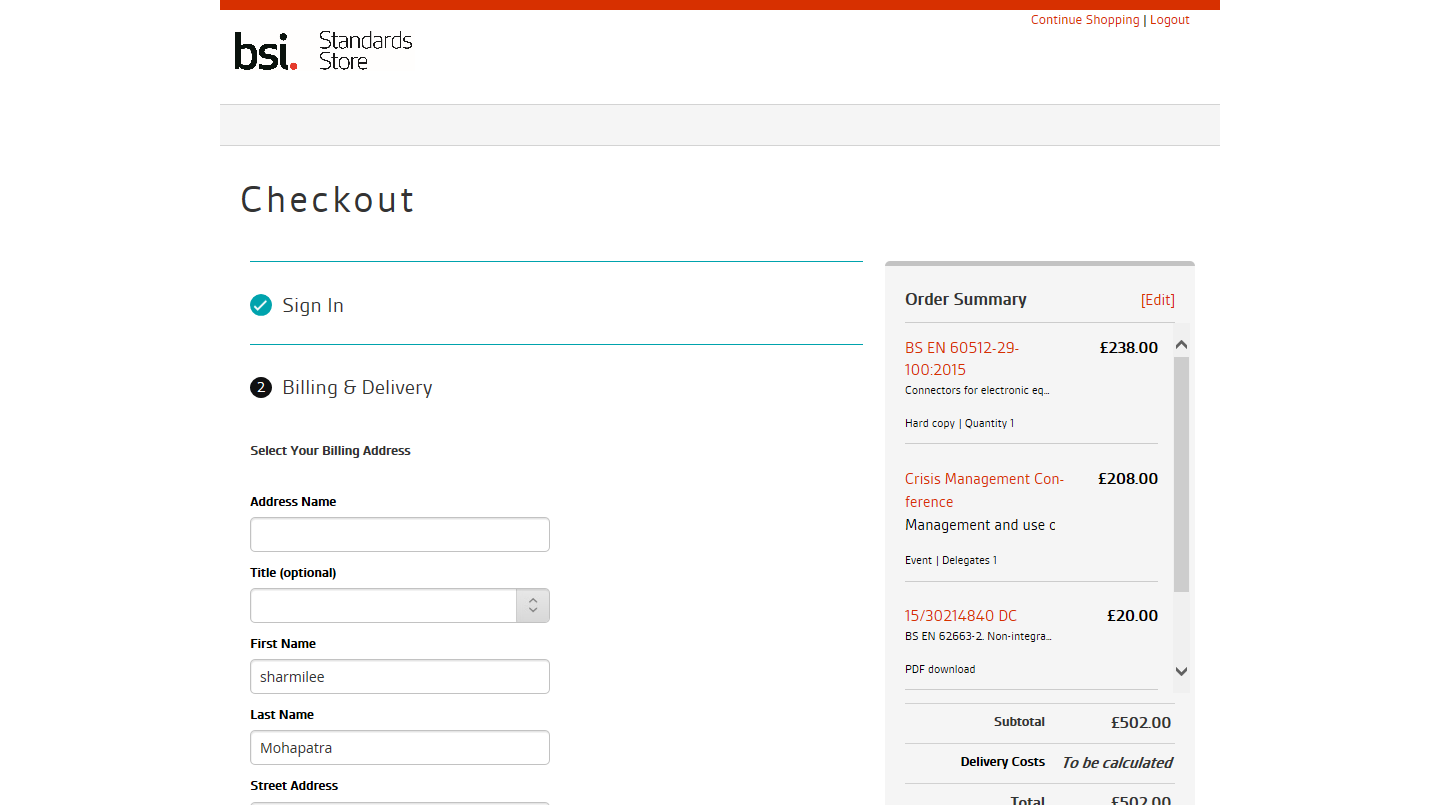 Continue Shopping | Logout
bsi. Standards Store
Checkout
Sign In
2 Billing & Delivery
Select Your Billing Address
Address Name
Title (optional)
First Name
sharmilee
Last Name
Mohapatra
Street Address
Order Summary [Edit]
BS EN 60512-29- £238.00
100:2015
Connectors for electronic eq...
Hard copy | Quantity 1
Crisis Management Con- £208.00
ference
Management and use c
Event | Delegates 1
15/30214840 DC £20.00
BS EN 62663-2. Non-integra...
PDF download
Subtotal £502.00
Delivery Costs To be calculated
Total £502.00